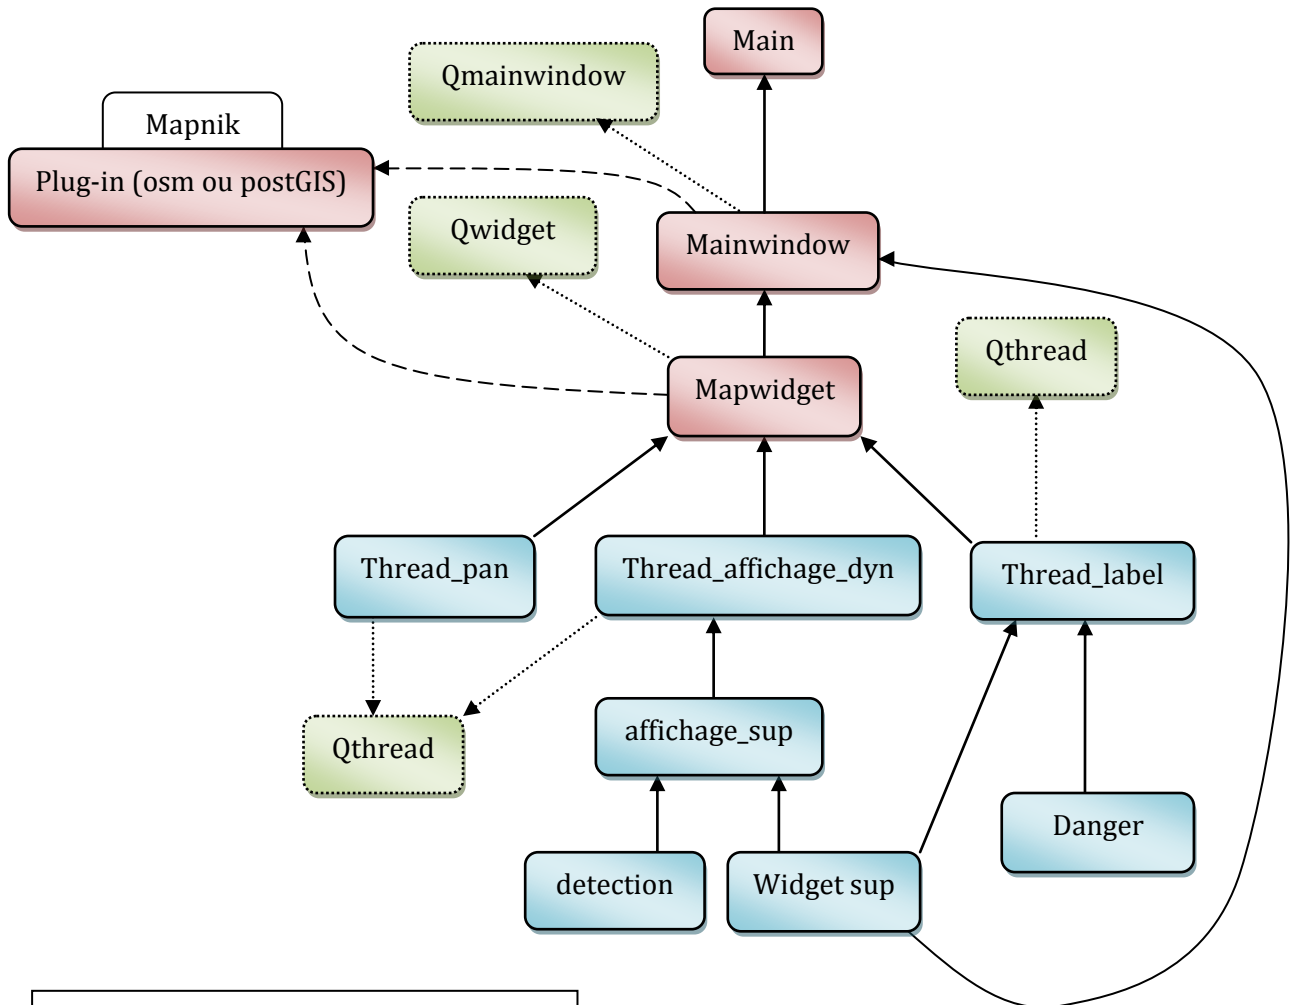 Main
Qmainwindow
Mapnik
Plug-in (osm ou postGIS)
Qwidget
Mainwindow
Qthread
Mapwidget
Thread_pan
Thread_affichage_dyn
Thread_label
affichage_sup
Qthread
Danger
detection
Widget sup